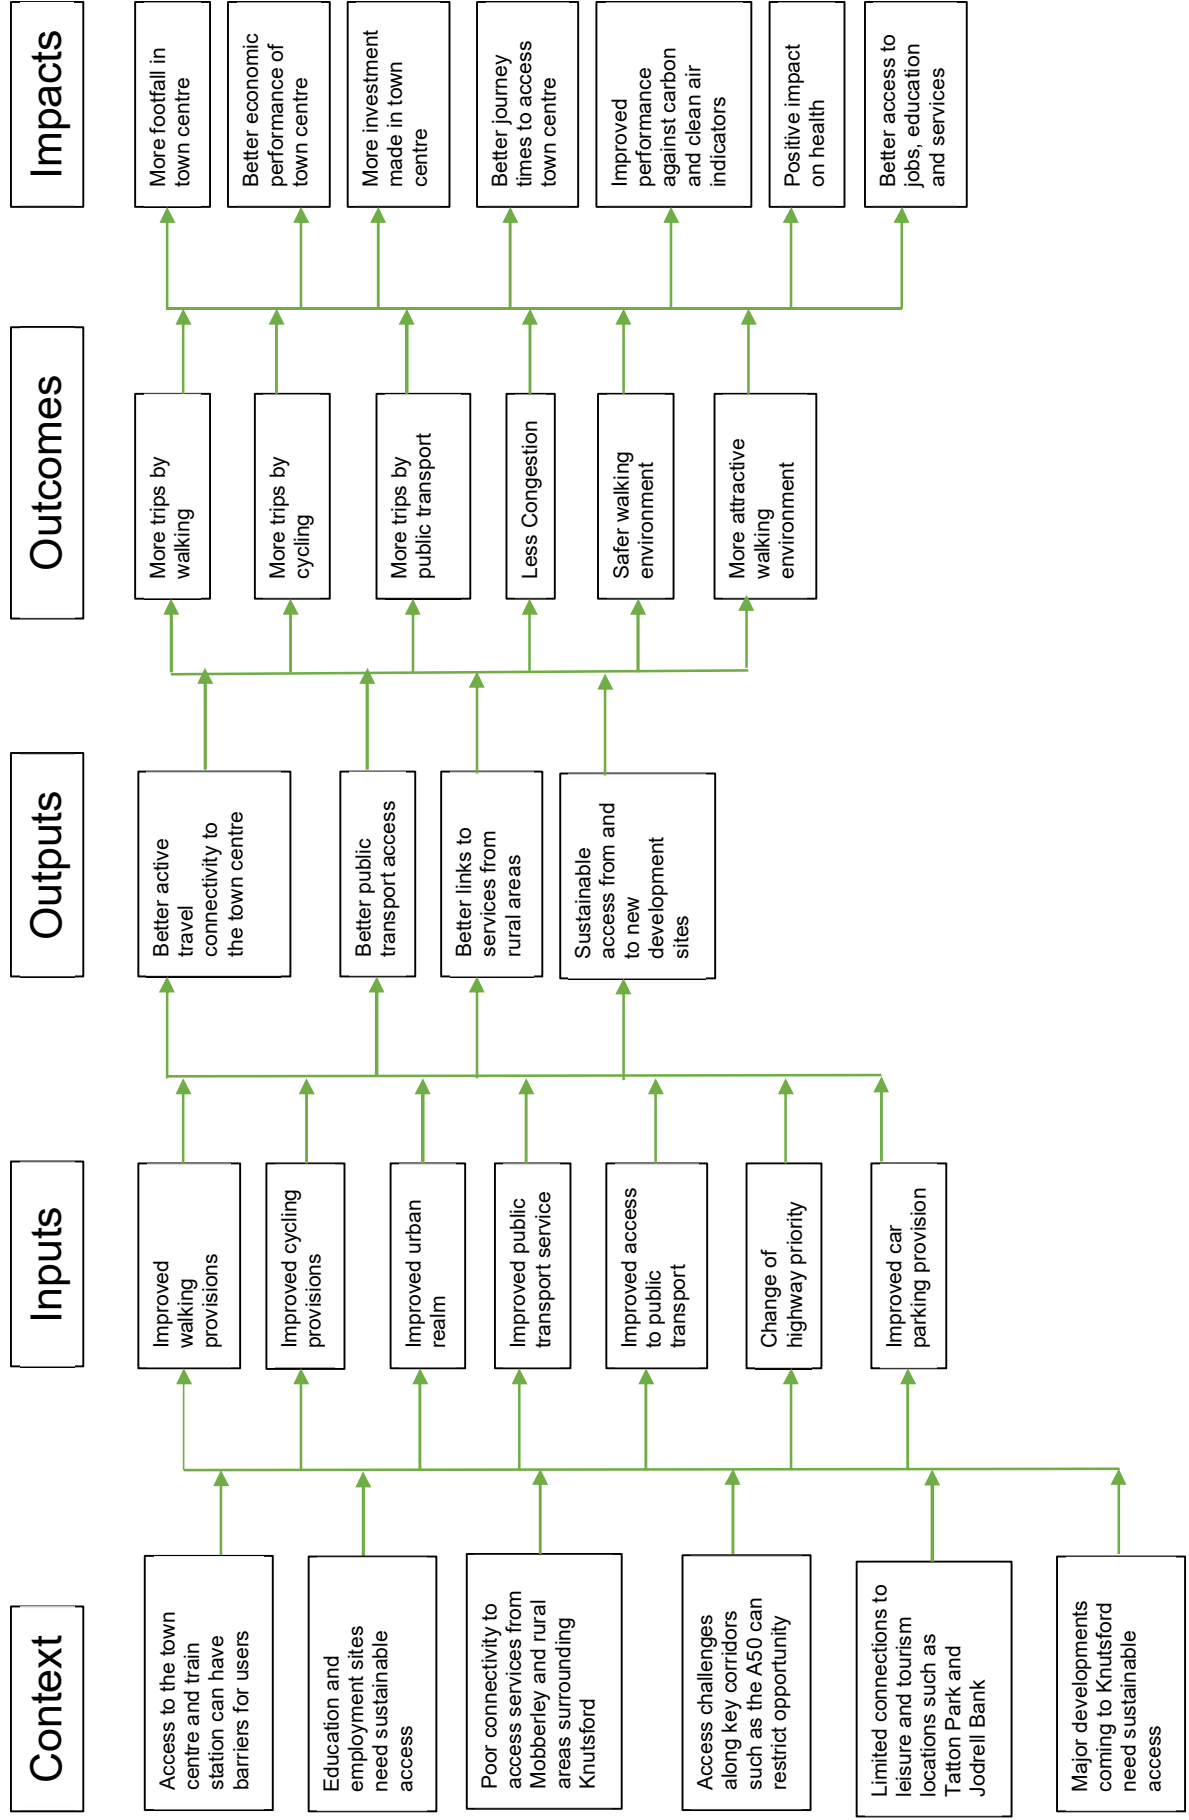 Context
Access to the town
centre and train
station can have
barriers for users
Education and
employment sites
need sustainable
access
Poor connectivity to
access services from
Mobberley and rural
areas surrounding
Knutsford
Access challenges
along key corridors
such as the A50 can
restrict opportunity
Limited connections to
leisure and tourism
locations such as
Tatton Park and
Jodrell Bank
Major developments
coming to Knutsford
need sustainable
access
Inputs
Improved
walking
provisions
Improved cycling
provisions
Improved urban
realm
Improved public
transport service
Improved access
to public
transport
Change of
highway priority
Improved car
parking provision
Outputs
Better active
travel
connectivity to
the town centre
Better public
transport access
Better links to
services from
rural areas
Sustainable
access from and
to new
development
sites
Outcomes
More trips by
walking
More trips by
cycling
More trips by
public transport
Less Congestion
Safer walking
environment
More attractive
walking
environment
Impacts
More footfall in
town centre
Better economic
performance of
town centre
More investment
made in town
centre
Better journey
times to access
town centre
Improved
performance
against carbon
and clean air
indicators
Positive impact
on health
Better access to
jobs, education
and services